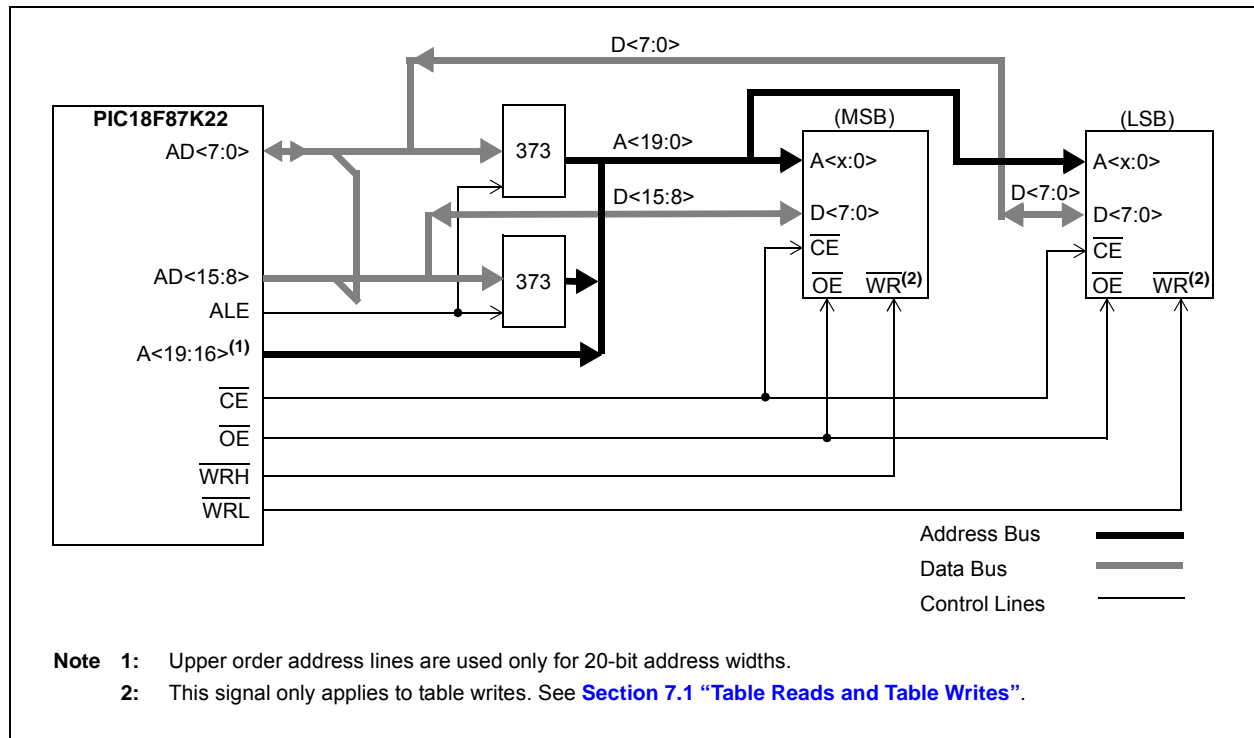 D<7:0>
PIC18F87K22
AD<7:0>
373
A<19:0>
(MSB)
A<x:0>
(LSB)
A<x:0>
D<15:8>
D<7:0>
D<7:0>
D<7:0>
CE
CE
AD<15:8>
373
OE WR(2)
OE WR(2)
ALE
A<19:16>(1)
CE
OE
WRH
WRL
Address Bus
Data Bus
Control Lines
Note 1: Upper order address lines are used only for 20-bit address widths.
2: This signal only applies to table writes. See Section 7.1 “Table Reads and Table Writes”.